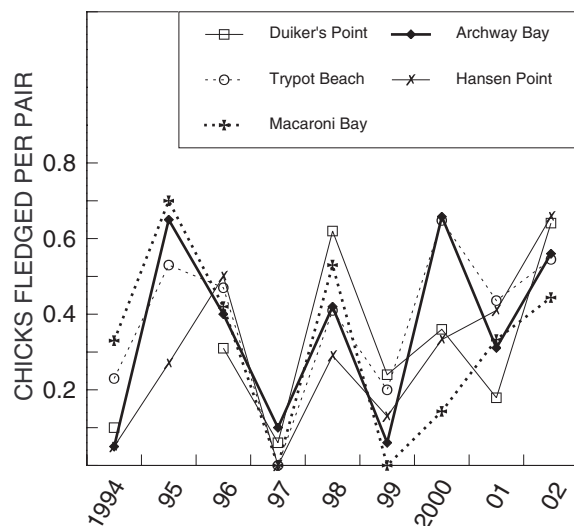 Duiker's Point Archway Bay
Trypot Beach Hansen Point
Macaroni Bay
CHICKS FLEDGED PER PAIR
0.8
0.6
0.4
0.2
1994 95 96 97 98 99 2000 01 02